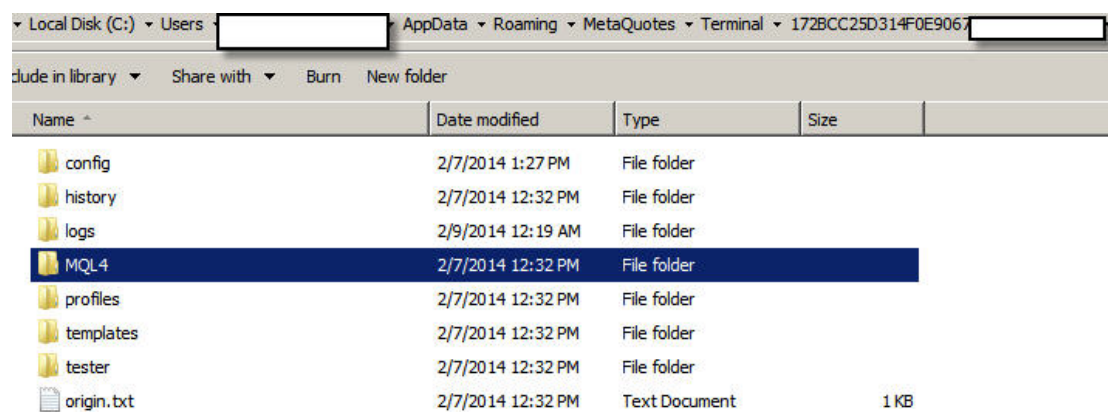 Local Disk (C:) Users AppData Roaming MetaQuotes Terminal 172BCC25D314F0E9067
clude in library Share with Burn New folder
Name Date modified Type Size
config 2/7/2014 1:27 PM File folder
history 2/7/2014 12:32 PM File folder
logs 2/9/2014 12:19 AM File folder
MQL4 2/7/2014 12:32 PM File folder
profiles 2/7/2014 12:32 PM File folder
templates 2/7/2014 12:32 PM File folder
tester 2/7/2014 12:32 PM File folder
origin.txt 2/7/2014 12:32 PM Text Document 1 KB